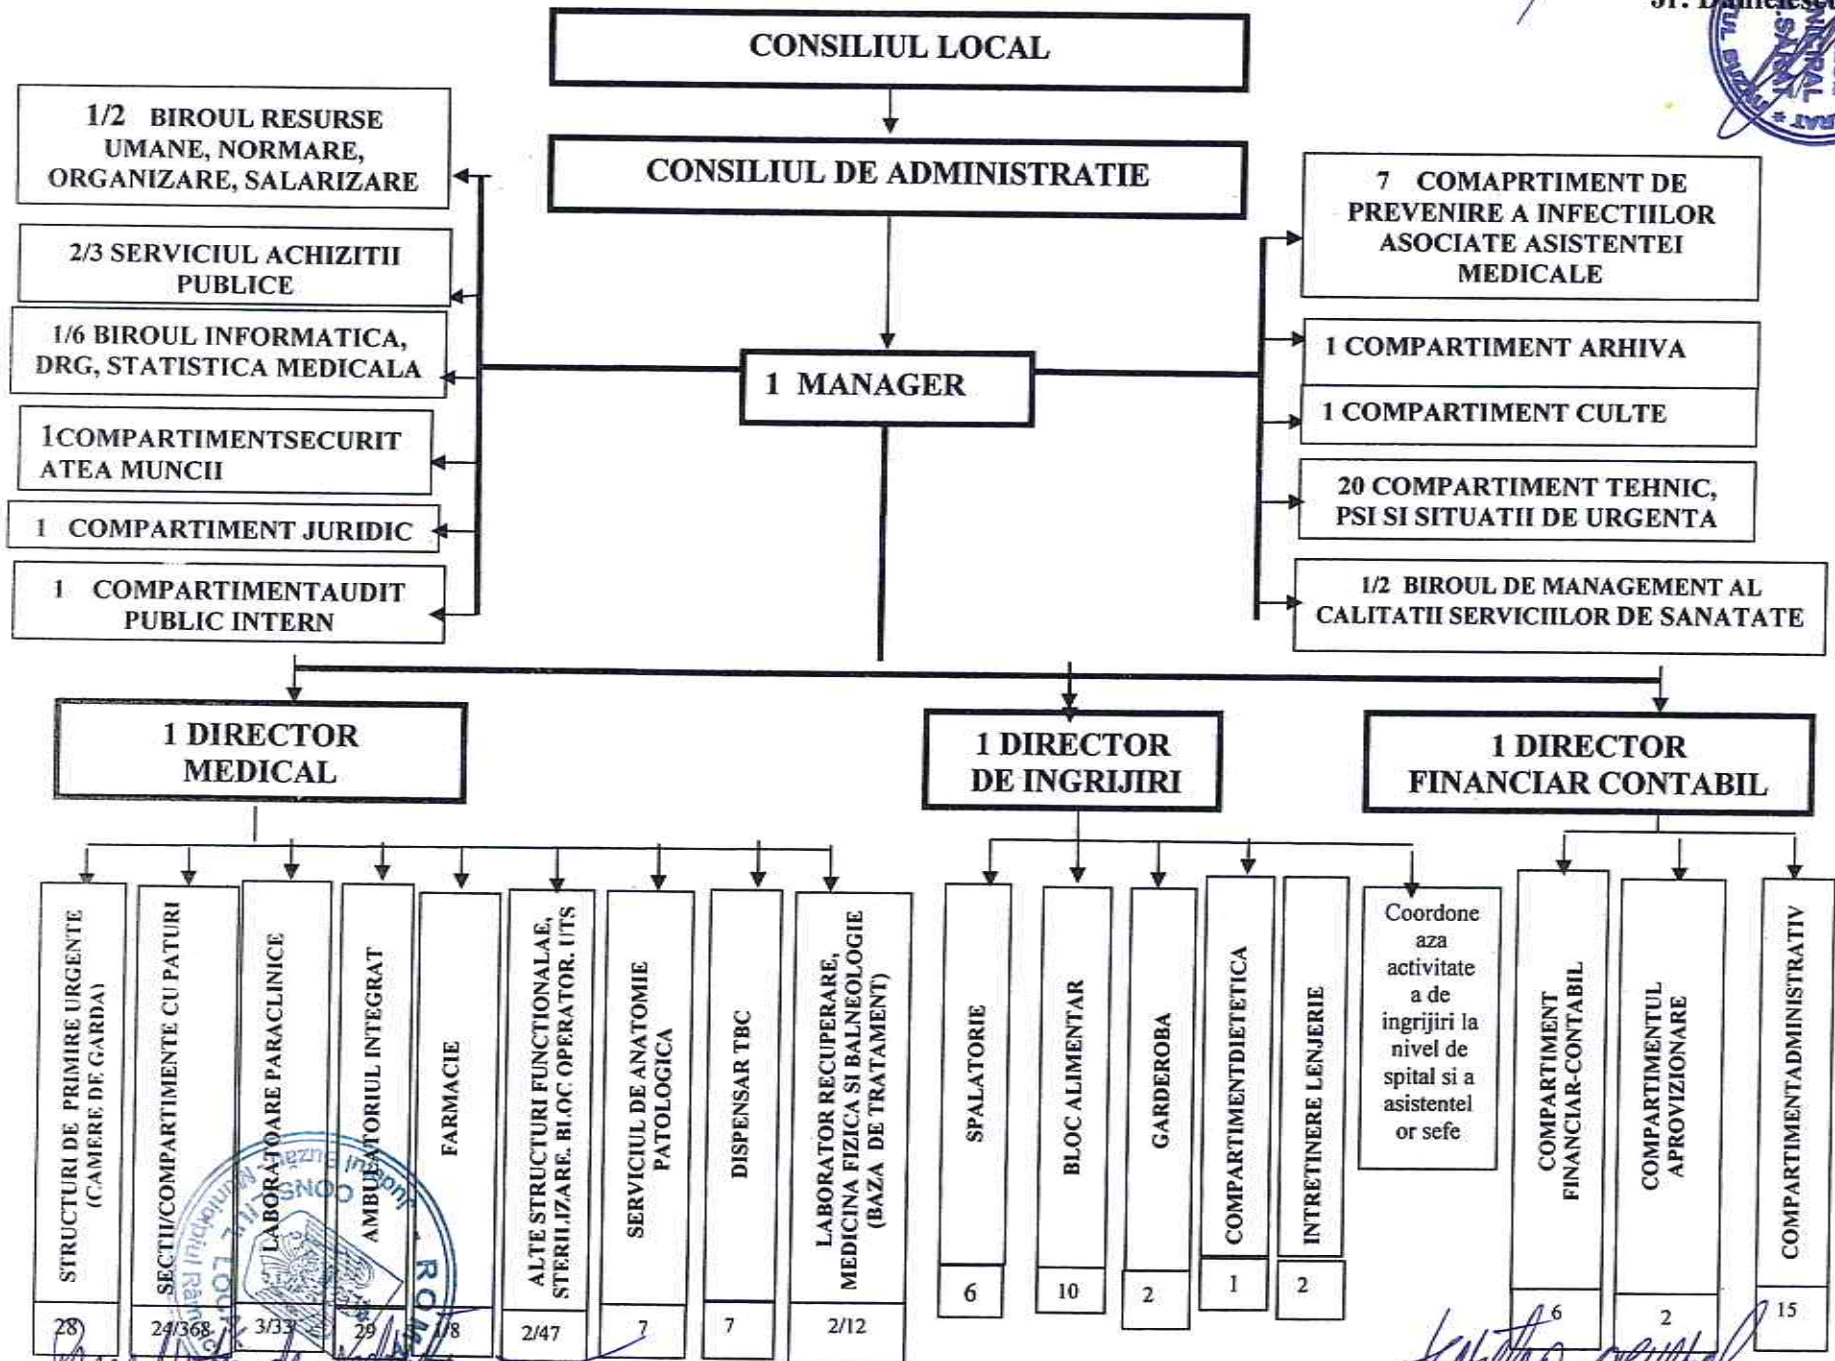 CONSILIUL LOCAL
1/2 BIROUL RESURSE
UMANE, NORMARE,
ORGANIZARE, SALARIZARE
CONSILIUL DE ADMINISTRATIE
7 COMAPRTIMENT DE
PREVENIRE A INFECTIILOR
ASOCIATE ASISTENTEI
MEDICALE
2/3 SERVICIUL ACHIZITII
PUBLICE
1/6 BIROUL INFORMATICA,
DRG, STATISTICA MEDICALA
1 MANAGER
1 COMPARTIMENT ARHIVA
1 COMPARTIMENT CULTE
1COMPARTIMENTSECURIT
ATEA MUNCII
20 COMPARTIMENT TEHNIC,
PSI SI SITUATII DE URGENTA
1 COMPARTIMENT JURIDIC
1 COMPARTIMENTAUDIT
PUBLIC INTERN
1/2 BIROUL DE MANAGEMENT AL
CALITATII SERVICIILOR DE SANATATE
1 DIRECTOR
MEDICAL
1 DIRECTOR
DE INGRIJIRI
1 DIRECTOR
FINANCIAR CONTABIL
STRUCTURI DE PRIMIRE URGENTE
(CAMERE DE GARDA)
28
SECTII/COMPARTIMENTE CU PATURI
24/368
LABORATOARE PARACLINICE
3/33
AMBULATORIUL INTEGRAT
29
FARMACIE
1/8
ALTE STRUCTURI FUNCTIONALAE,
STERILIZARE. BLOC OPERATOR. UTS
2/47
SERVICIUL DE ANATOMIE
PATOLOGICA
7
DISPENSAR TBC
7
LABORATOR RECUPERARE,
MEDICINA FIZICA SI BALNEOLOGIE
(BAZA DE TRATAMENT)
2/12
SPALATORIE
6
BLOC ALIMENTAR
10
GARDEROBA
2
COMPARTIMENTDIETETICA
1
INTRETINERE LENJERIE
2
Coordone
aza
activitate
a de
ingrijiri la
nivel de
spital si a
asistentel
or sefe
COMPARTIMENT
FINANCIAR-CONTABIL
6
COMPARTIMENTUL
APROVIZIONARE
2
COMPARTIMENTADMINISTRATIV
15
Județul Buzău - Municipiul
CONSILIUL LOCAL